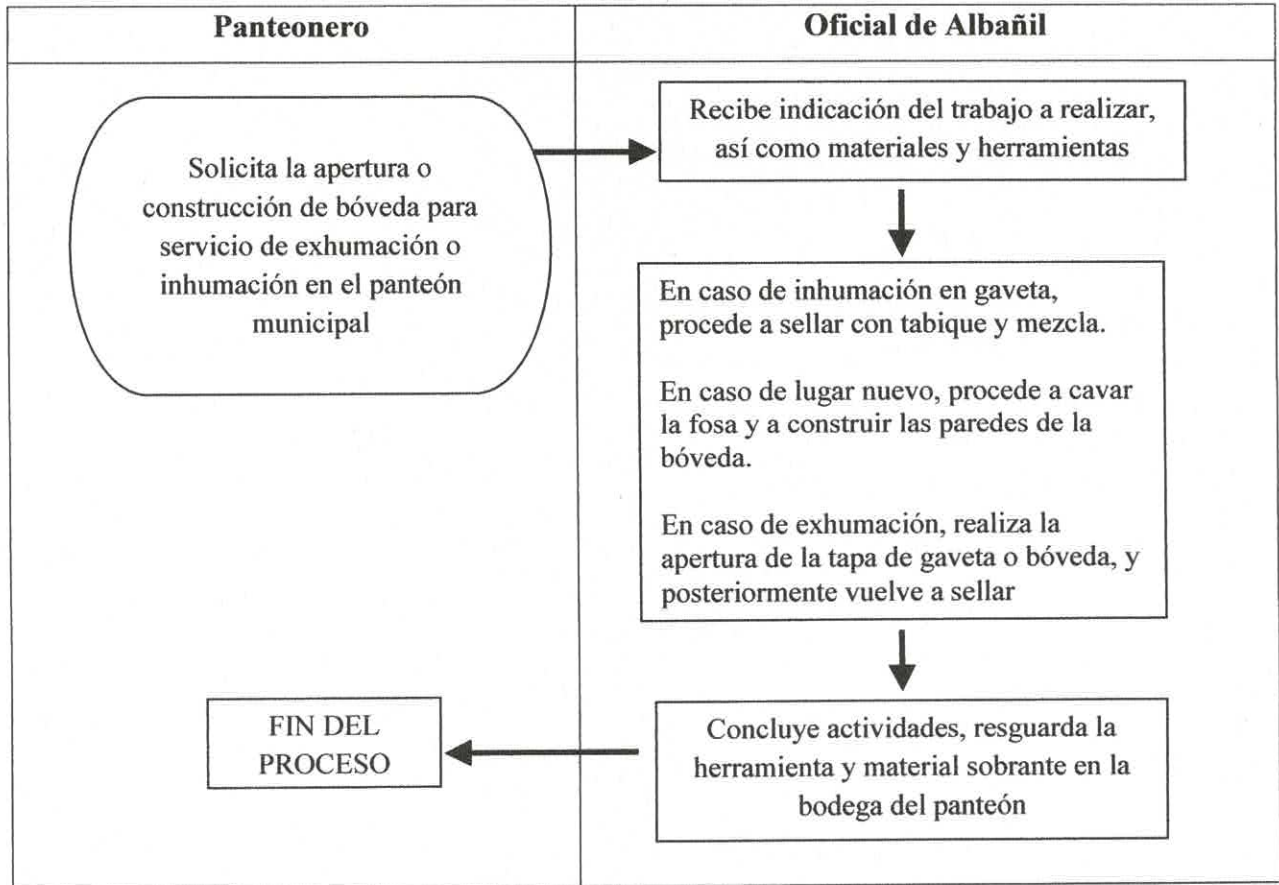 Panteonero
Oficial de Albañil
Solicita la apertura o
construcción de bóveda para
servicio de exhumación o
inhumación en el panteón
municipal
Recibe indicación del trabajo a realizar,
así como materiales y herramientas
En caso de inhumación en gaveta,
procede a sellar con tabique y mezcla.
En caso de lugar nuevo, procede a cavar
la fosa y a construir las paredes de la
bóveda.
En caso de exhumación, realiza la
apertura de la tapa de gaveta o bóveda, y
posteriormente vuelve a sellar
Concluye actividades, resguarda la
herramienta y material sobrante en la
bodega del panteón
FIN DEL
PROCESO